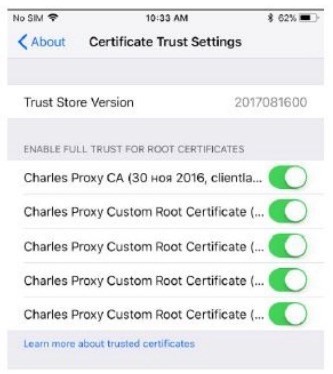 No SIM 10:33 AM 62%
About Certificate Trust Settings
Trust Store Version 2017081600
ENABLE FULL TRUST FOR ROOT CERTIFICATES
Charles Proxy CA (30 ноя 2016, clientla...
Charles Proxy Custom Root Certificate (...
Charles Proxy Custom Root Certificate (...
Charles Proxy Custom Root Certificate (...
Charles Proxy Custom Root Certificate (...
Learn more about trusted certificates